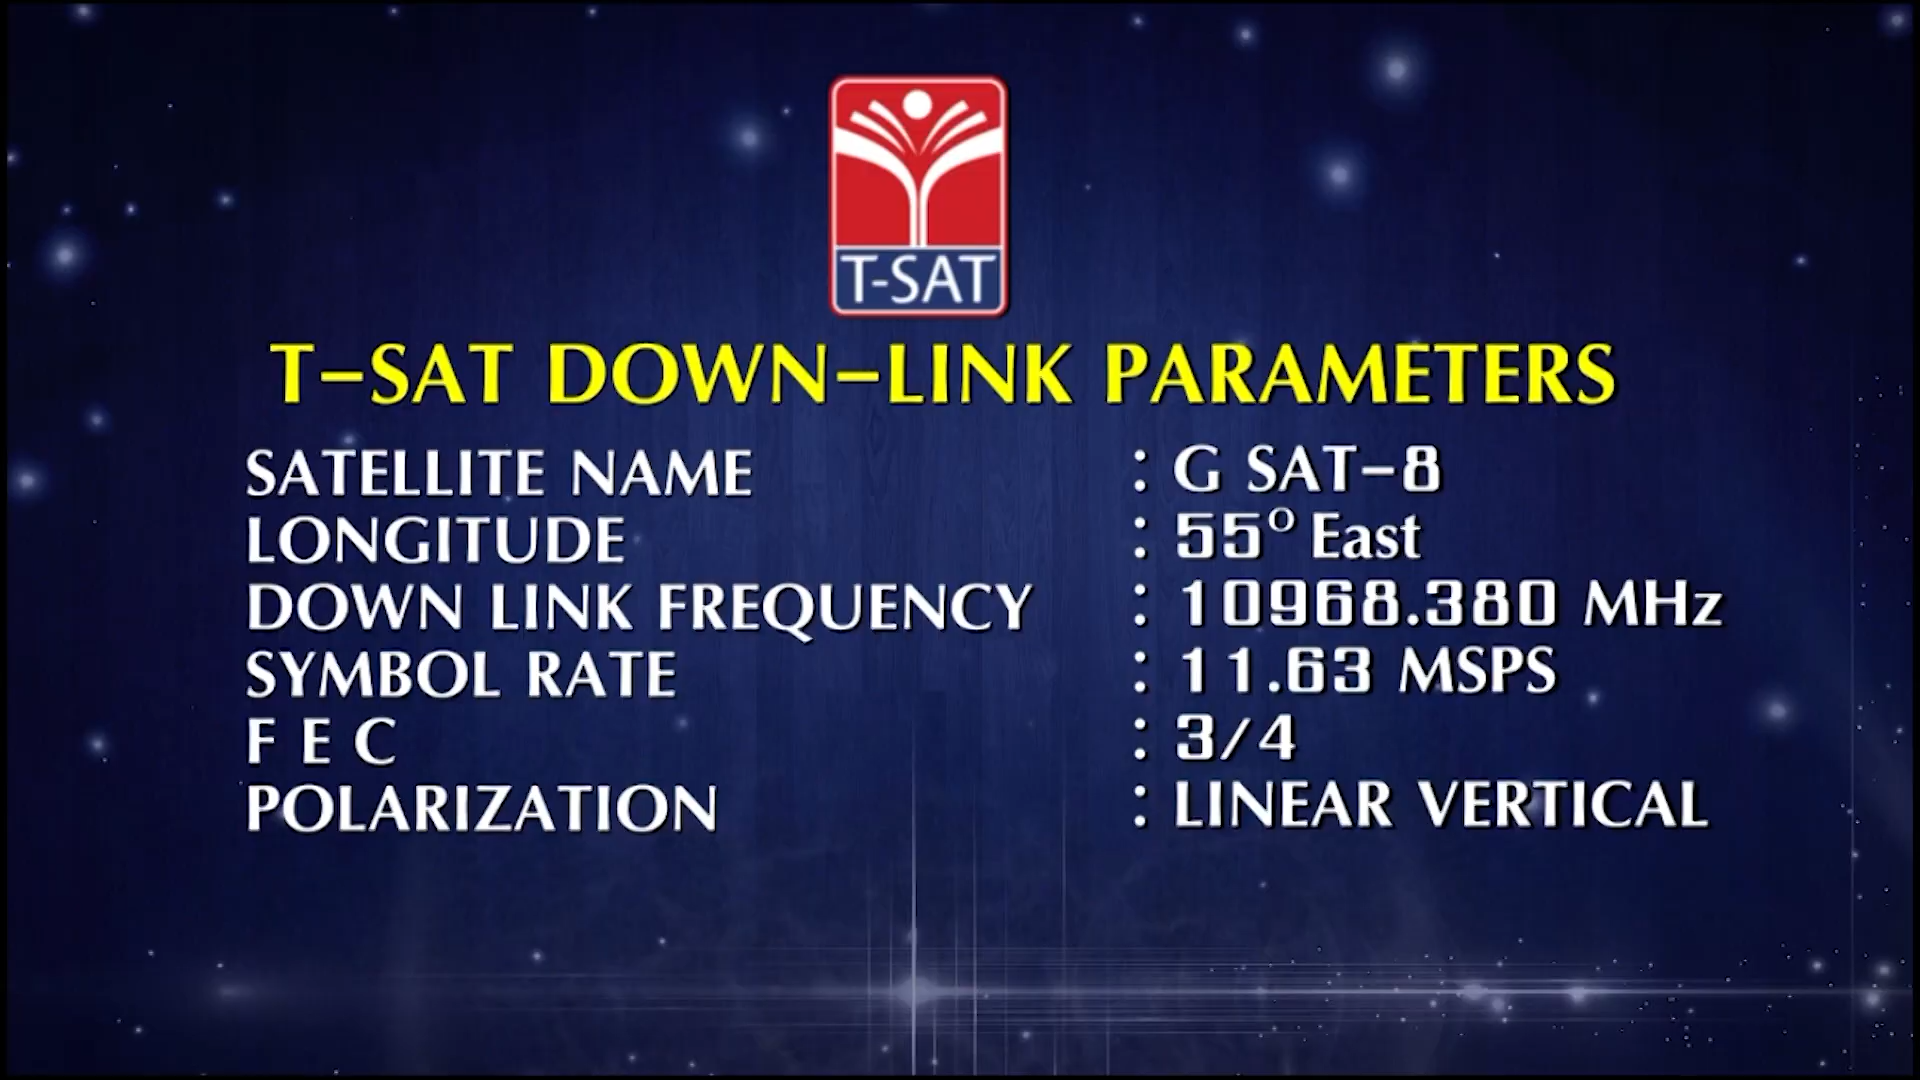 T-SAT
T-SAT DOWN-LINK PARAMETERS
SATELLITE NAME : G SAT-8
LONGITUDE : 55° East
DOWN LINK FREQUENCY : 10968.380 MHz
SYMBOL RATE : 11.63 MSPS
F E C : 3/4
POLARIZATION : LINEAR VERTICAL